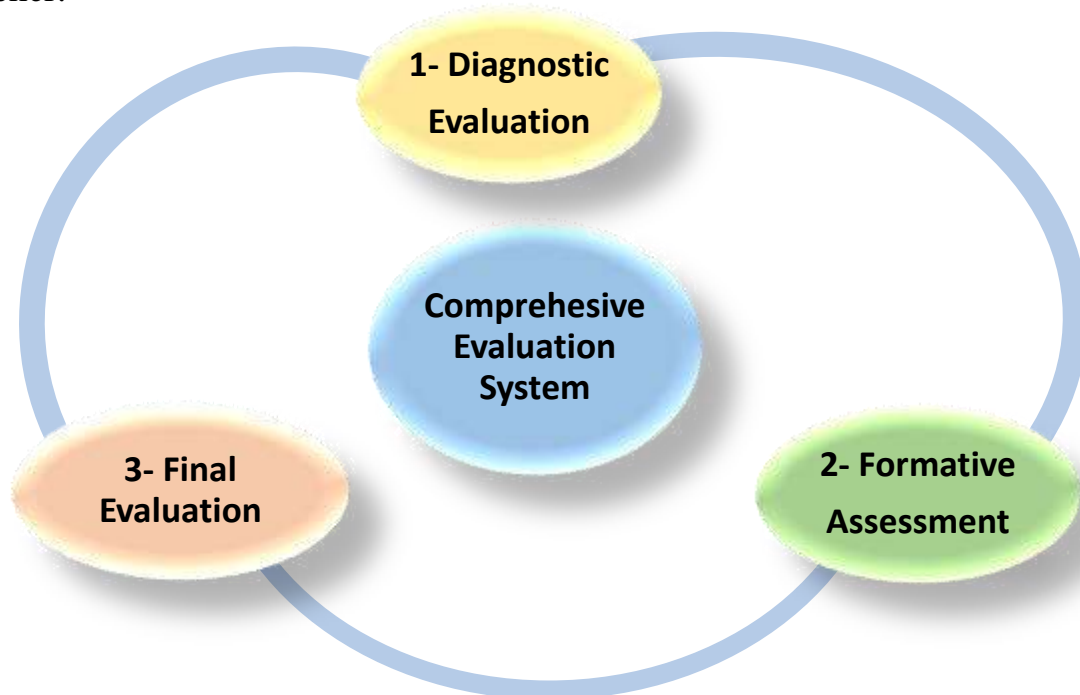 1- Diagnostic
Evaluation
Comprehesive
Evaluation
System
3- Final
Evaluation
2- Formative
Assessment